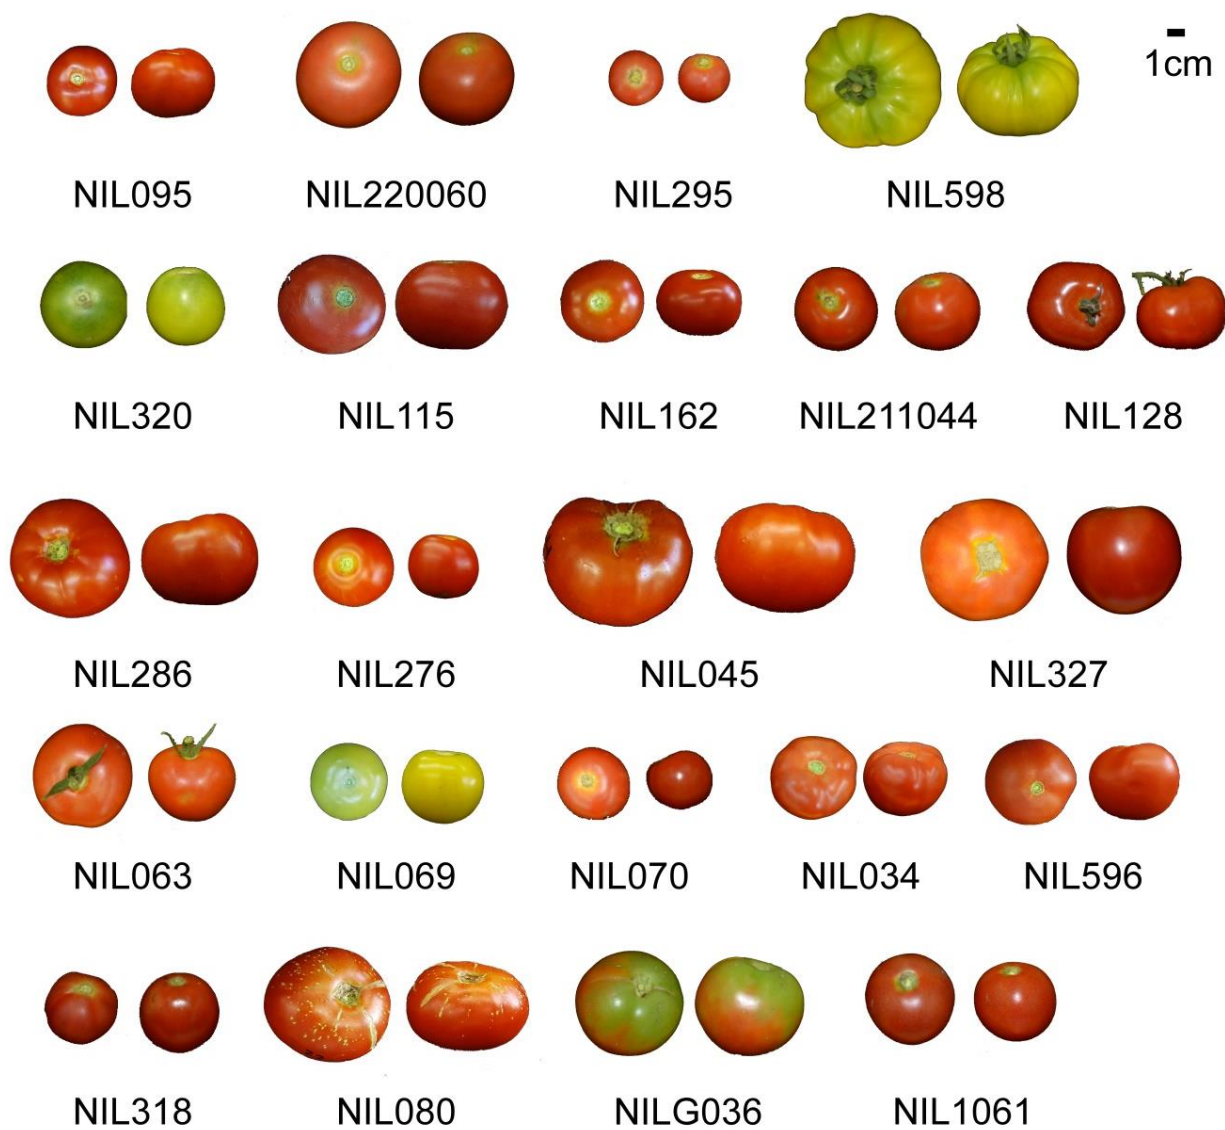 1cm
NIL095 NIL220060 NIL295 NIL598
NIL320 NIL115 NIL162 NIL211044 NIL128
NIL286 NIL276 NIL045 NIL327
NIL063 NIL069 NIL070 NIL034 NIL596
NIL318 NIL080 NILG036 NIL1061